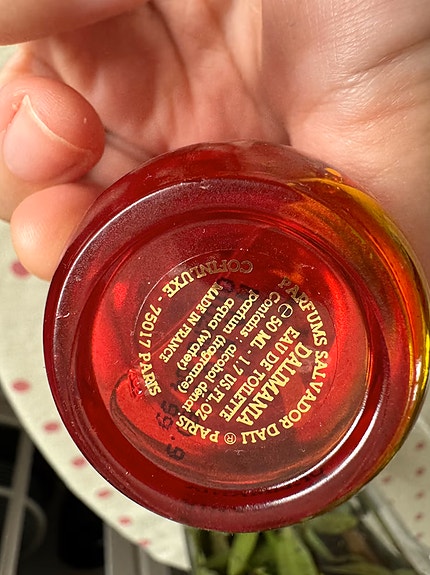 PARFUMS SALVADOR DALI ® PARIS
℮ 50 ML - 1.7 US FL.OZ
DALIMANIA
EAU DE TOILETTE
Contains : alcohol denat
parfum (fragrance)
aqua (water)
MADE IN FRANCE
COFINLUXE - 75017 PARIS